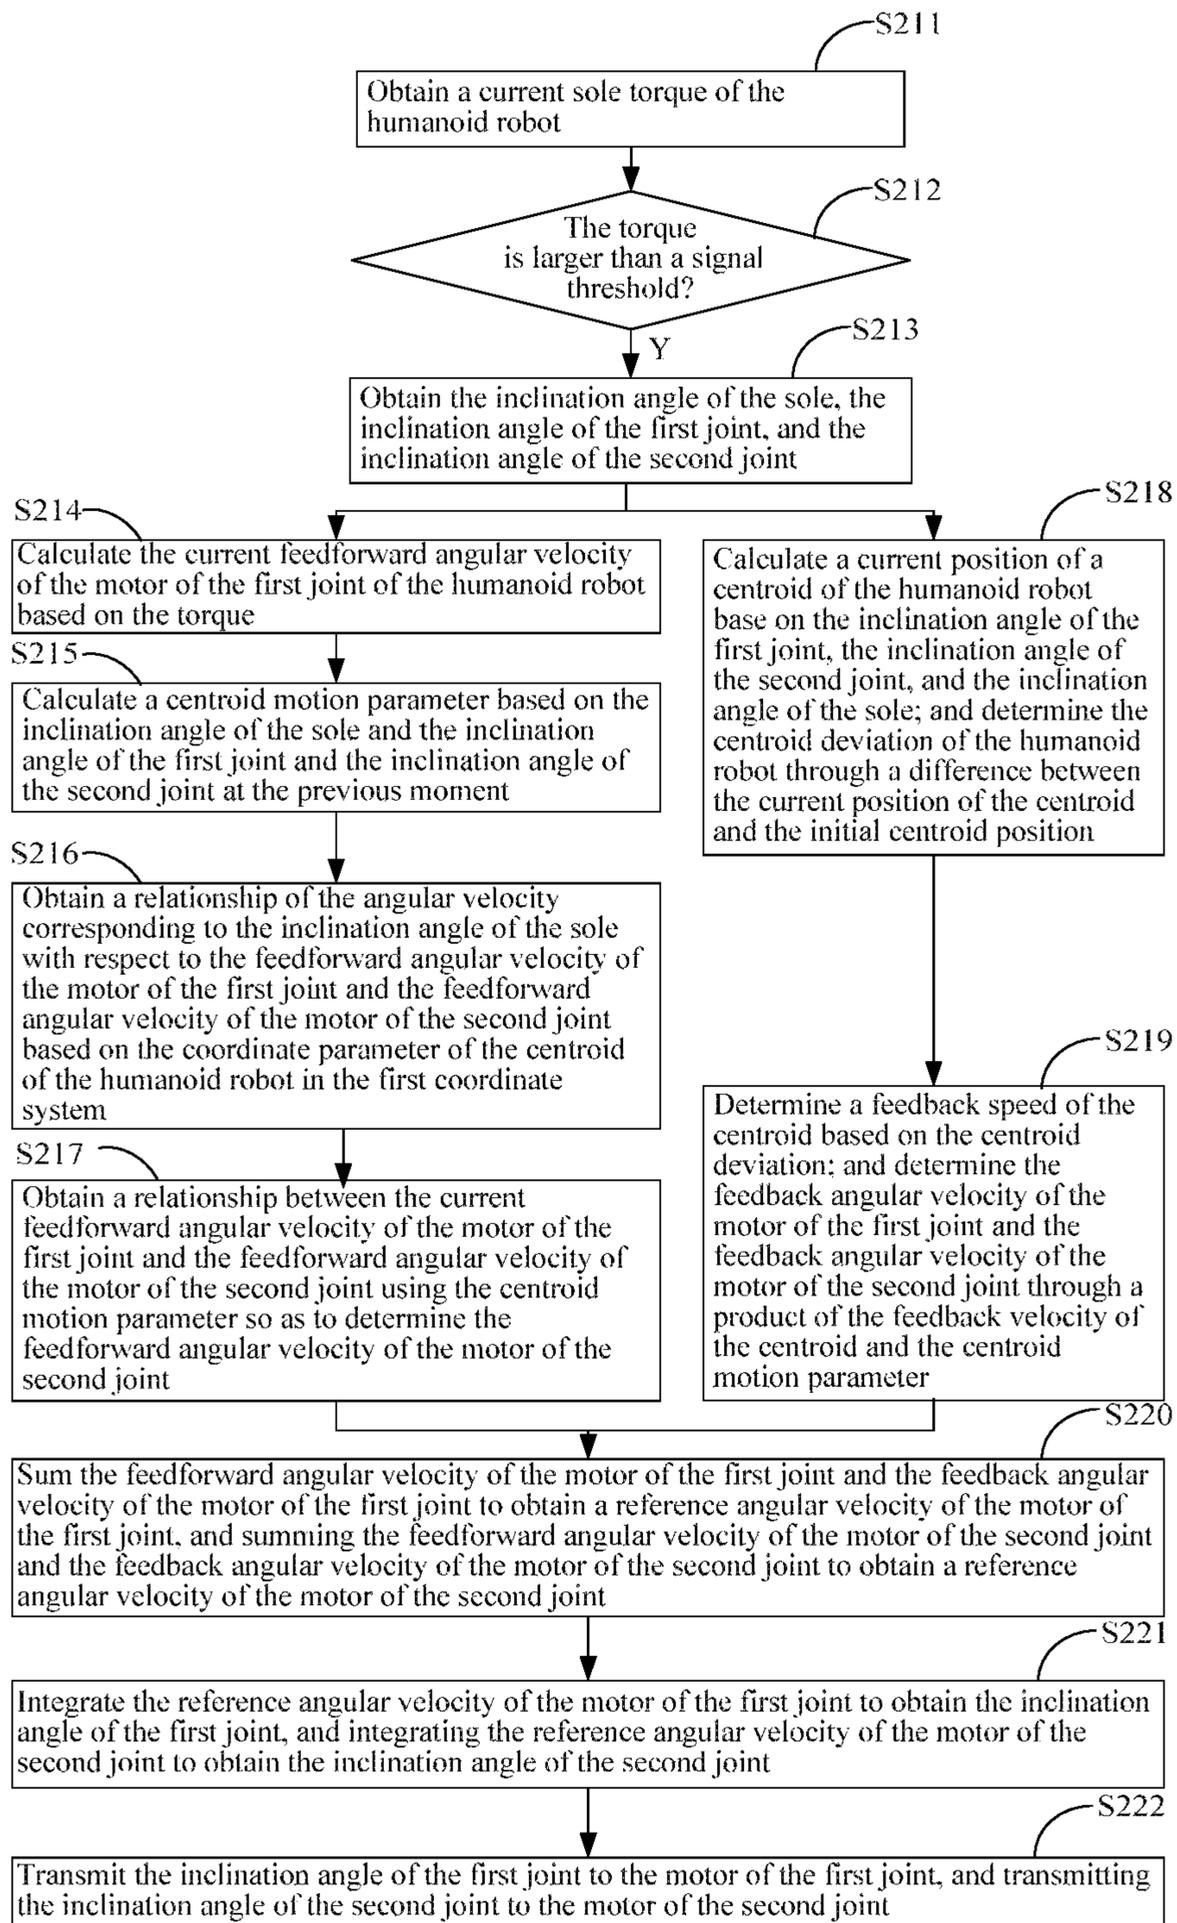 S211
Obtain a current sole torque of the
humanoid robot
S212
The torque
is larger than a signal
threshold?
Y
S213
Obtain the inclination angle of the sole, the
inclination angle of the first joint, and the
inclination angle of the second joint
S214
Calculate the current feedforward angular velocity
of the motor of the first joint of the humanoid robot
based on the torque
S215
Calculate a centroid motion parameter based on the
inclination angle of the sole and the inclination
angle of the first joint and the inclination angle of
the second joint at the previous moment
S216
Obtain a relationship of the angular velocity
corresponding to the inclination angle of the sole
with respect to the feedforward angular velocity of
the motor of the first joint and the feedforward
angular velocity of the motor of the second joint
based on the coordinate parameter of the centroid
of the humanoid robot in the first coordinate
system
S217
Obtain a relationship between the current
feedforward angular velocity of the motor of the
first joint and the feedforward angular velocity of
the motor of the second joint using the centroid
motion parameter so as to determine the
feedforward angular velocity of the motor of the
second joint
S218
Calculate a current position of a
centroid of the humanoid robot
base on the inclination angle of the
first joint, the inclination angle of
the second joint, and the inclination
angle of the sole; and determine the
centroid deviation of the humanoid
robot through a difference between
the current position of the centroid
and the initial centroid position
S219
Determine a feedback speed of the
centroid based on the centroid
deviation; and determine the
feedback angular velocity of the
motor of the first joint and the
feedback angular velocity of the
motor of the second joint through a
product of the feedback velocity of
the centroid and the centroid
motion parameter
S220
Sum the feedforward angular velocity of the motor of the first joint and the feedback angular
velocity of the motor of the first joint to obtain a reference angular velocity of the motor of
the first joint, and summing the feedforward angular velocity of the motor of the second joint
and the feedback angular velocity of the motor of the second joint to obtain a reference
angular velocity of the motor of the second joint
S221
Integrate the reference angular velocity of the motor of the first joint to obtain the inclination
angle of the first joint, and integrating the reference angular velocity of the motor of the
second joint to obtain the inclination angle of the second joint
S222
Transmit the inclination angle of the first joint to the motor of the first joint, and transmitting
the inclination angle of the second joint to the motor of the second joint